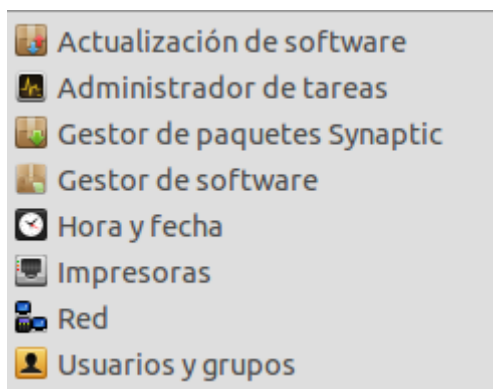 Actualización de software
Administrador de tareas
Gestor de paquetes Synaptic
Gestor de software
Hora y fecha
Impresoras
Red
Usuarios y grupos